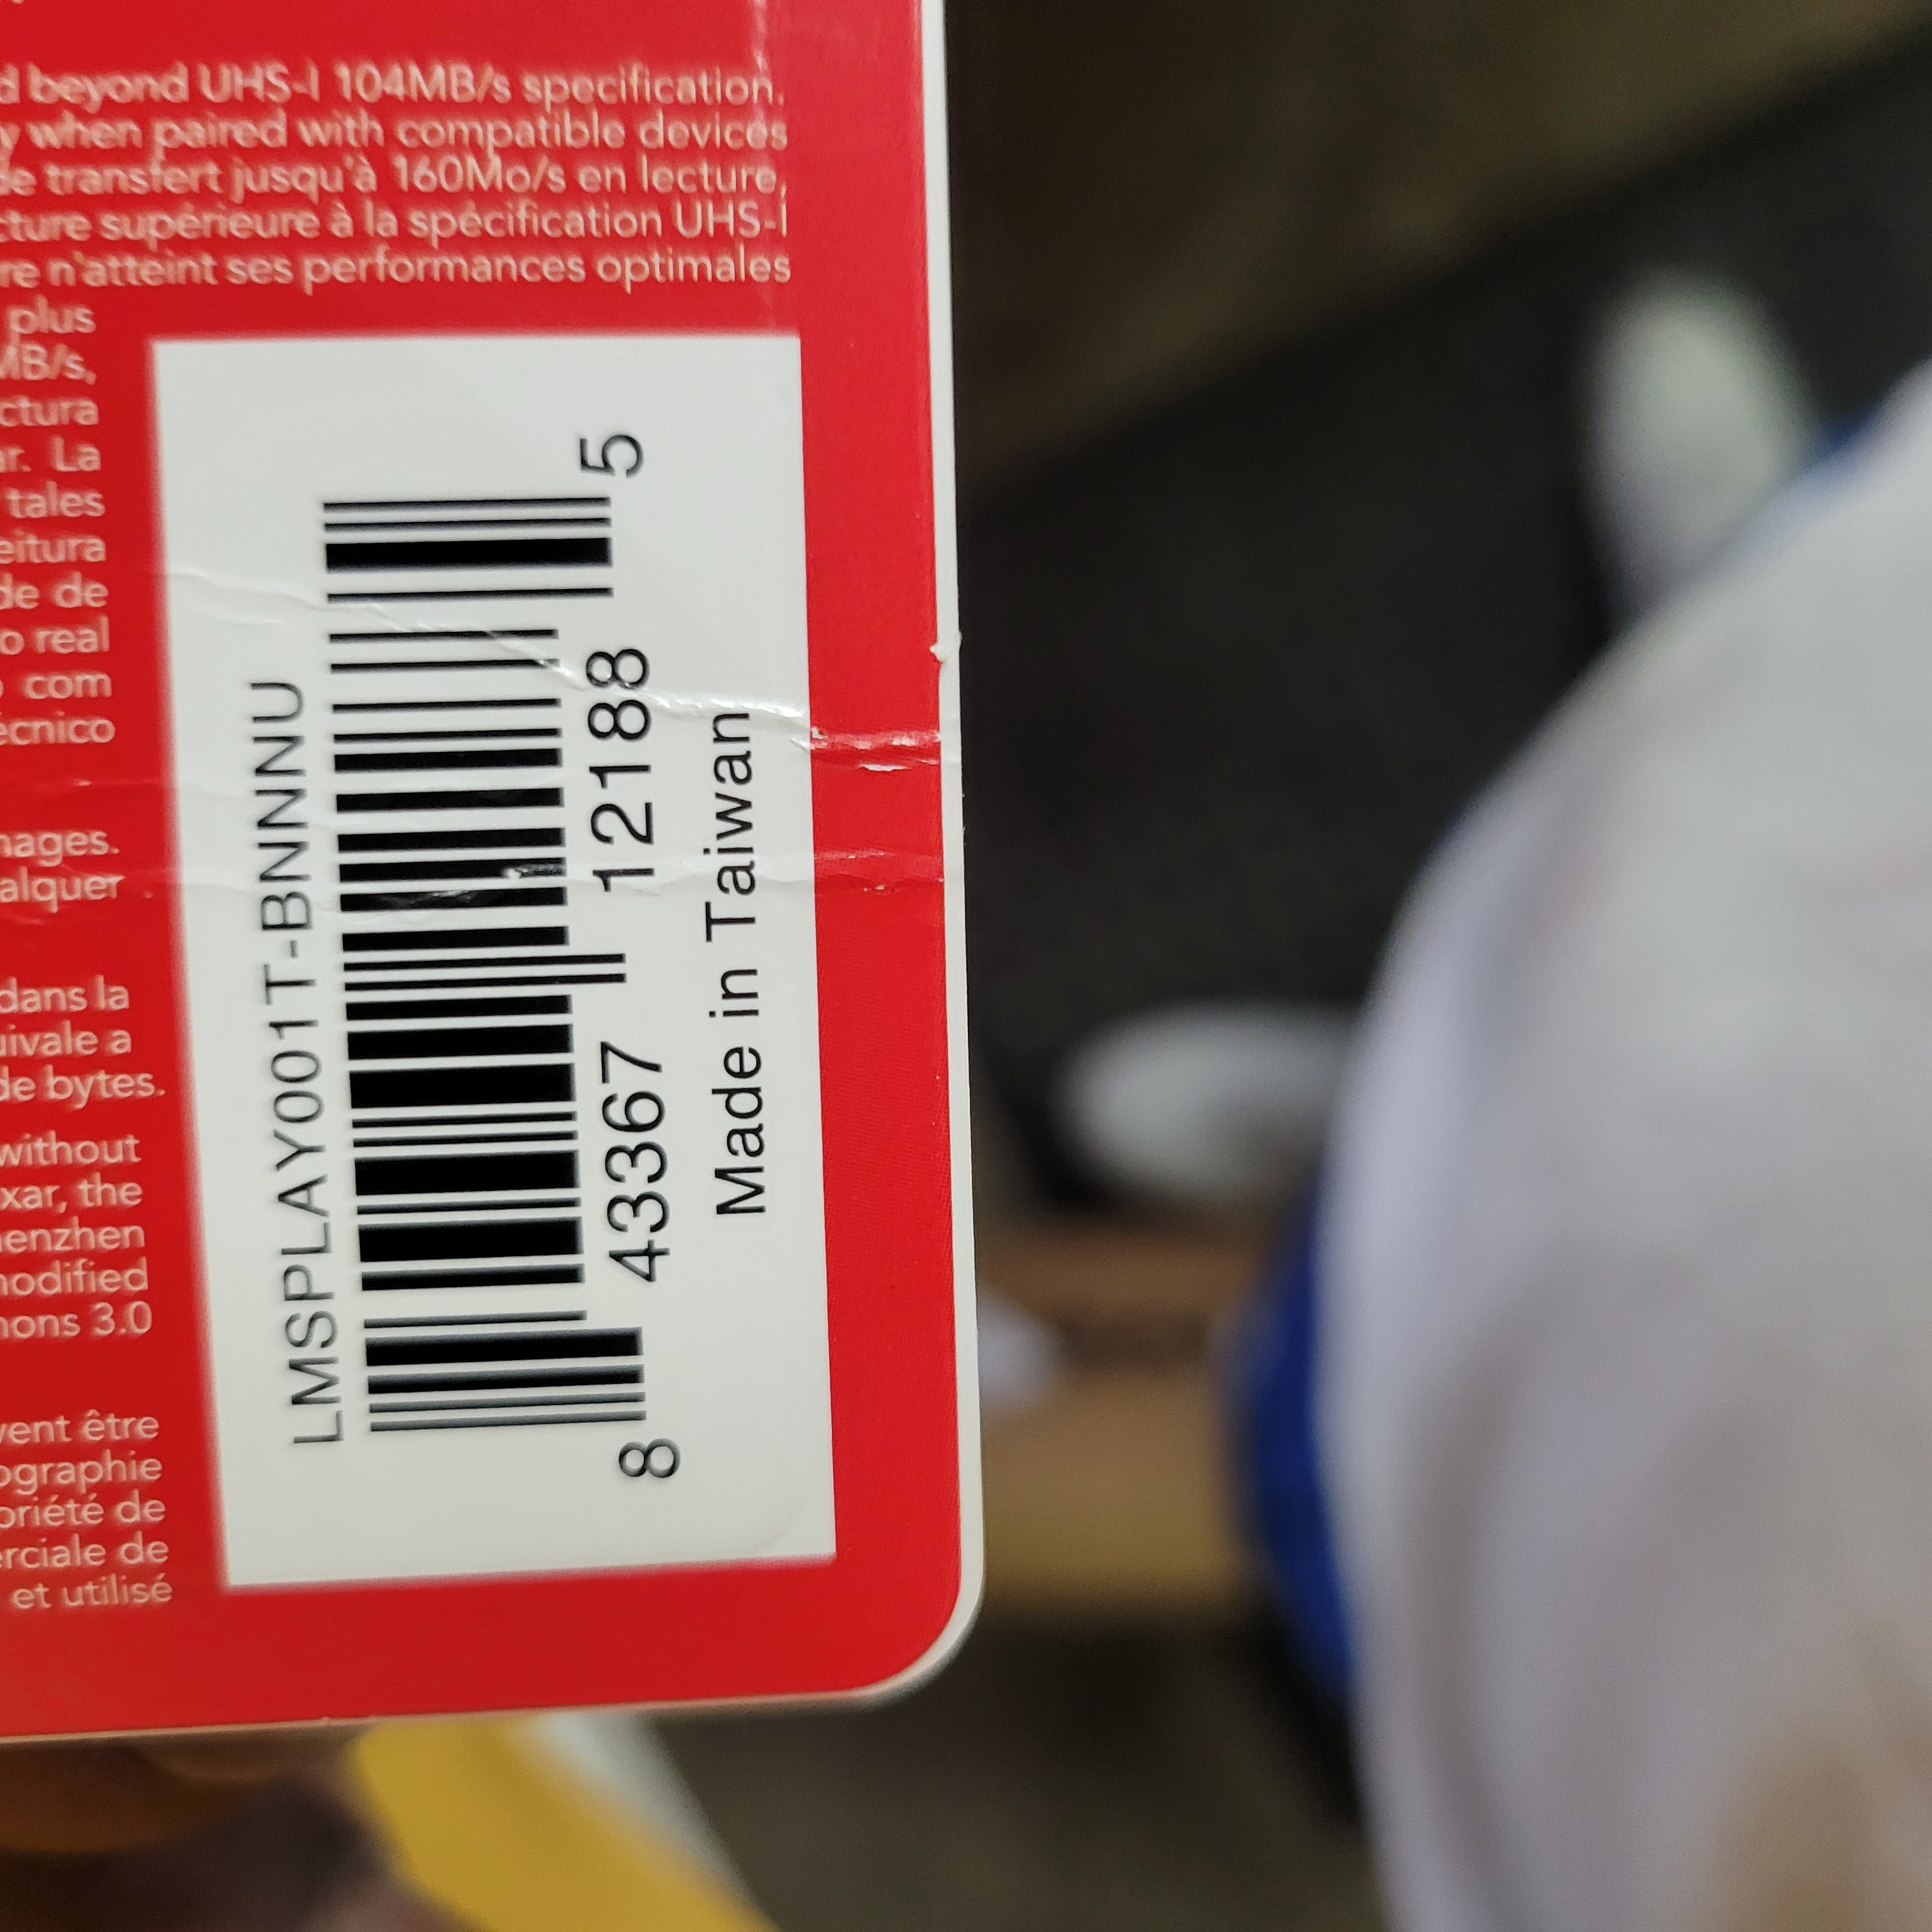 d beyond UHS-I 104MB/s specification.
y when paired with compatible devices
de transfert jusqu'à 160Mo/s en lecture,
cture supérieure à la spécification UHS-I
re n'atteint ses performances optimales
plus
MB/s,
ctura
ar. La
tales
eitura
de de
o real
com
écnico
nages.
alquer
dans la
uivale a
de bytes.
without
xar, the
henzhen
nodified
nons 3.0
vent être
ographie
priété de
erciale de
et utilisé
LMSPLAY001T-BNNNU
8 43367 12188 5
Made in Taiwan